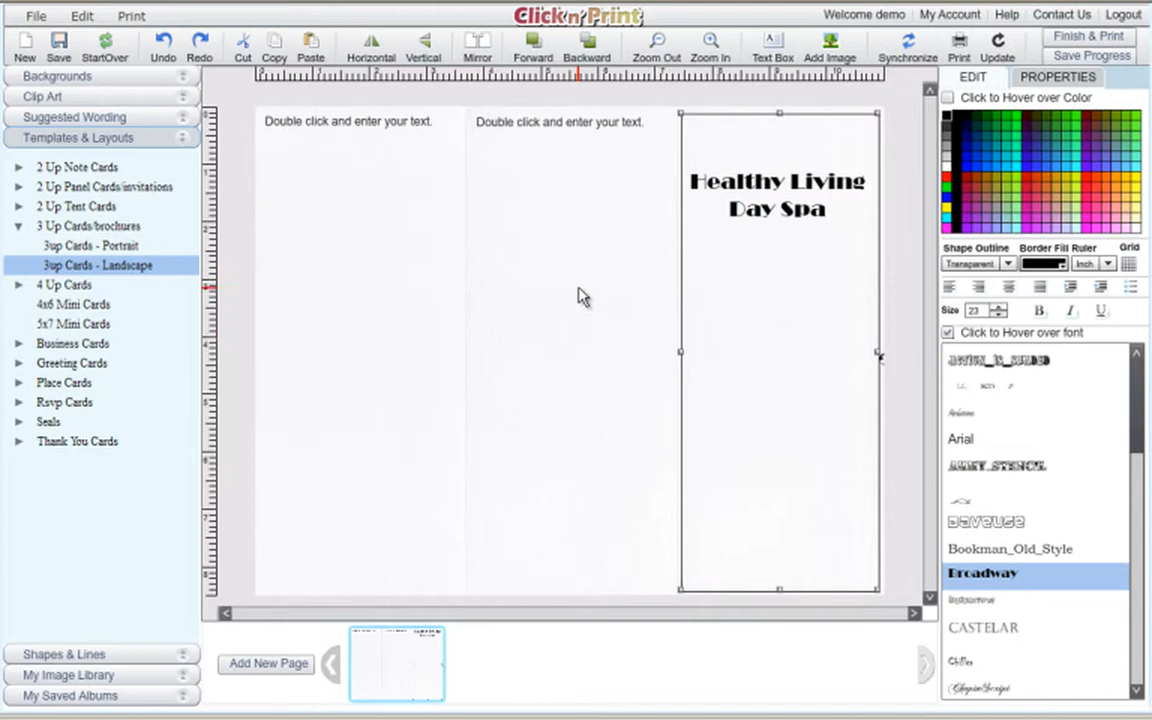 File Edit Print
Click n' Print
Welcome demo My Account Help Contact Us Logout
New Save StartOver Undo Redo Cut Copy Paste Horizontal Vertical Mirror Forward Backward Zoom Out Zoom In Text Box Add Image Synchronize Print Update
Finish & Print
Save Progress
Backgrounds
Clip Art
Suggested Wording
Templates & Layouts
2 Up Note Cards
2 Up Panel Cards/invitations
2 Up Tent Cards
3 Up Cards/brochures
3up Cards - Portrait
3up Cards - Landscape
4 Up Cards
4x6 Mini Cards
5x7 Mini Cards
Business Cards
Greeting Cards
Place Cards
Rsvp Cards
Seals
Thank You Cards
Shapes & Lines
My Image Library
My Saved Albums
Double click and enter your text.
Double click and enter your text.
Healthy Living
Day Spa
Add New Page
EDIT PROPERTIES
Click to Hover over Color
Shape Outline Border Fill Ruler Grid
Transparent Inch
Size 23 B I U
Click to Hover over font
Ariana
Arial
ARMY_STENCIL
Bookman_Old_Style
Broadway
CASTELAR
Chiller
ChopinScript